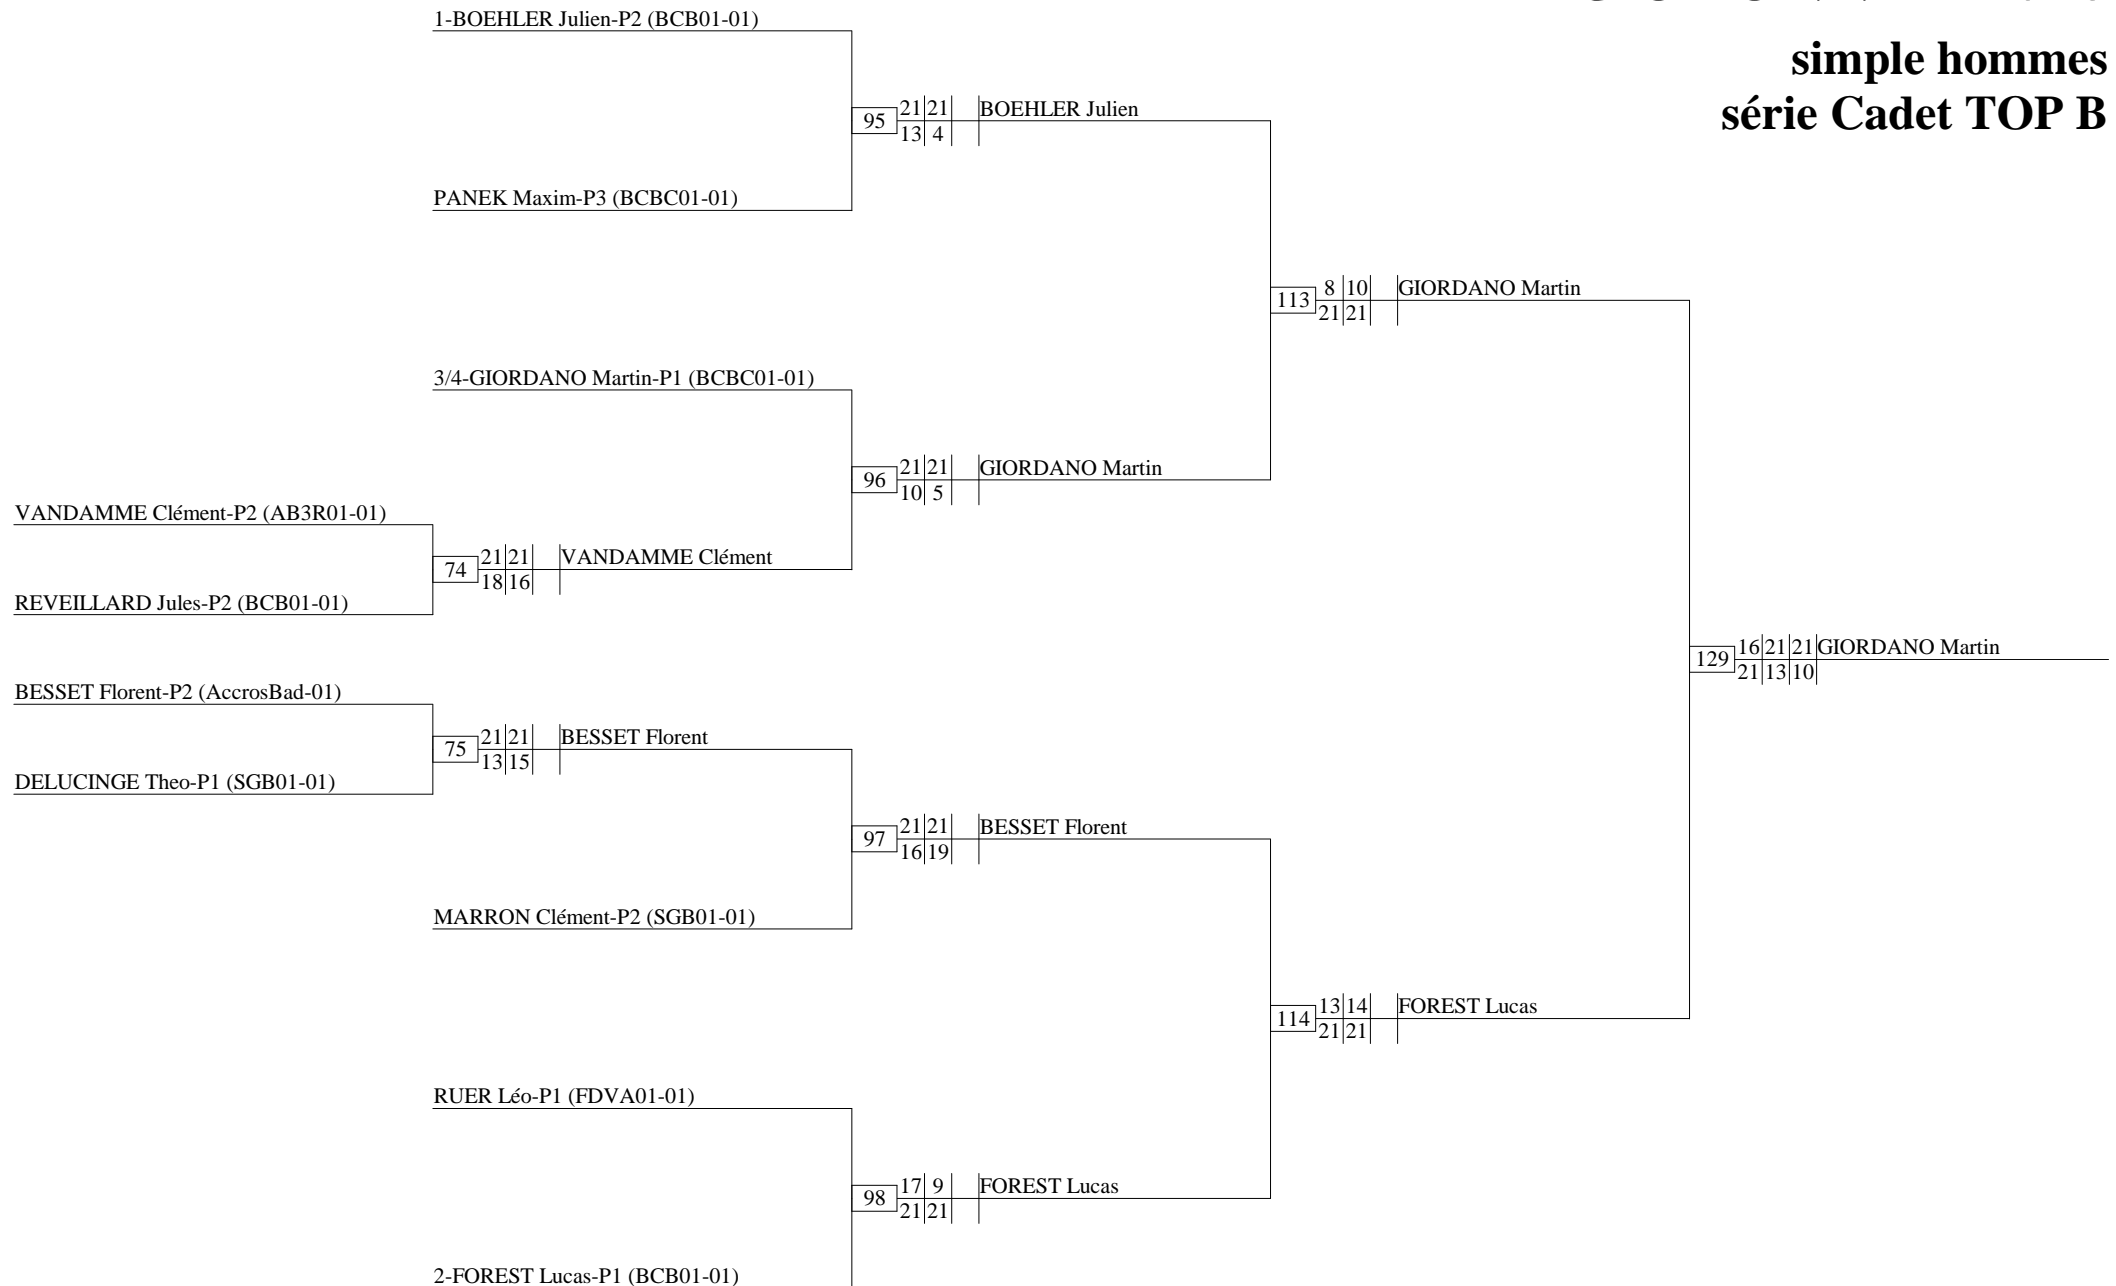 1-BOEHLER Julien-P2 (BCB01-01)
simple hommes
série Cadet TOP B
95 21 21 BOEHLER Julien
13 4
PANEK Maxim-P3 (BCBC01-01)
113 8 10 GIORDANO Martin
21 21
3/4-GIORDANO Martin-P1 (BCBC01-01)
96 21 21 GIORDANO Martin
10 5
VANDAMME Clément-P2 (AB3R01-01)
74 21 21 VANDAMME Clément
18 16
REVEILLARD Jules-P2 (BCB01-01)
129 16 21 21 GIORDANO Martin
21 13 10
BESSET Florent-P2 (AccrosBad-01)
75 21 21 BESSET Florent
13 15
DELUCINGE Theo-P1 (SGB01-01)
97 21 21 BESSET Florent
16 19
MARRON Clément-P2 (SGB01-01)
114 13 14 FOREST Lucas
21 21
RUER Léo-P1 (FDVA01-01)
98 17 9 FOREST Lucas
21 21
2-FOREST Lucas-P1 (BCB01-01)